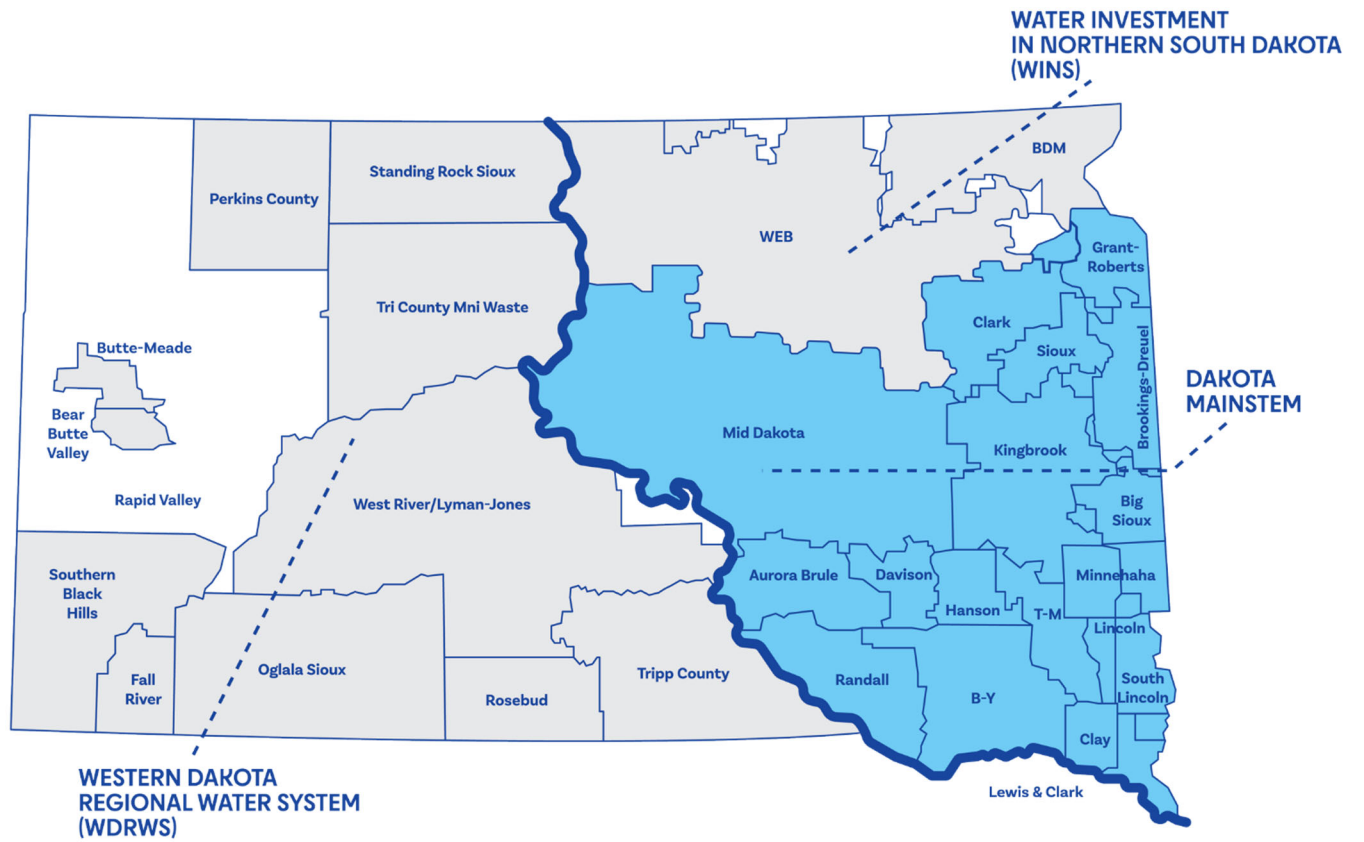 WATER INVESTMENT
IN NORTHERN SOUTH DAKOTA
(WINS)
BDM
Standing Rock Sioux
Perkins County
WEB
Grant-
Roberts
Tri County Mni Waste
Clark
Butte-Meade
Sioux
Brookings-Dreuel
DAKOTA
MAINSTEM
Bear
Butte
Valley
Mid Dakota
Kingbrook
Rapid Valley
West River/Lyman-Jones
Big
Sioux
Southern
Black
Hills
Aurora Brule
Davison
Minnehaha
Hanson
T-M
Lincoln
Oglala Sioux
Tripp County
Fall
River
Randall
South
Lincoln
Rosebud
B-Y
Clay
WESTERN DAKOTA
REGIONAL WATER SYSTEM
(WDRWS)
Lewis & Clark